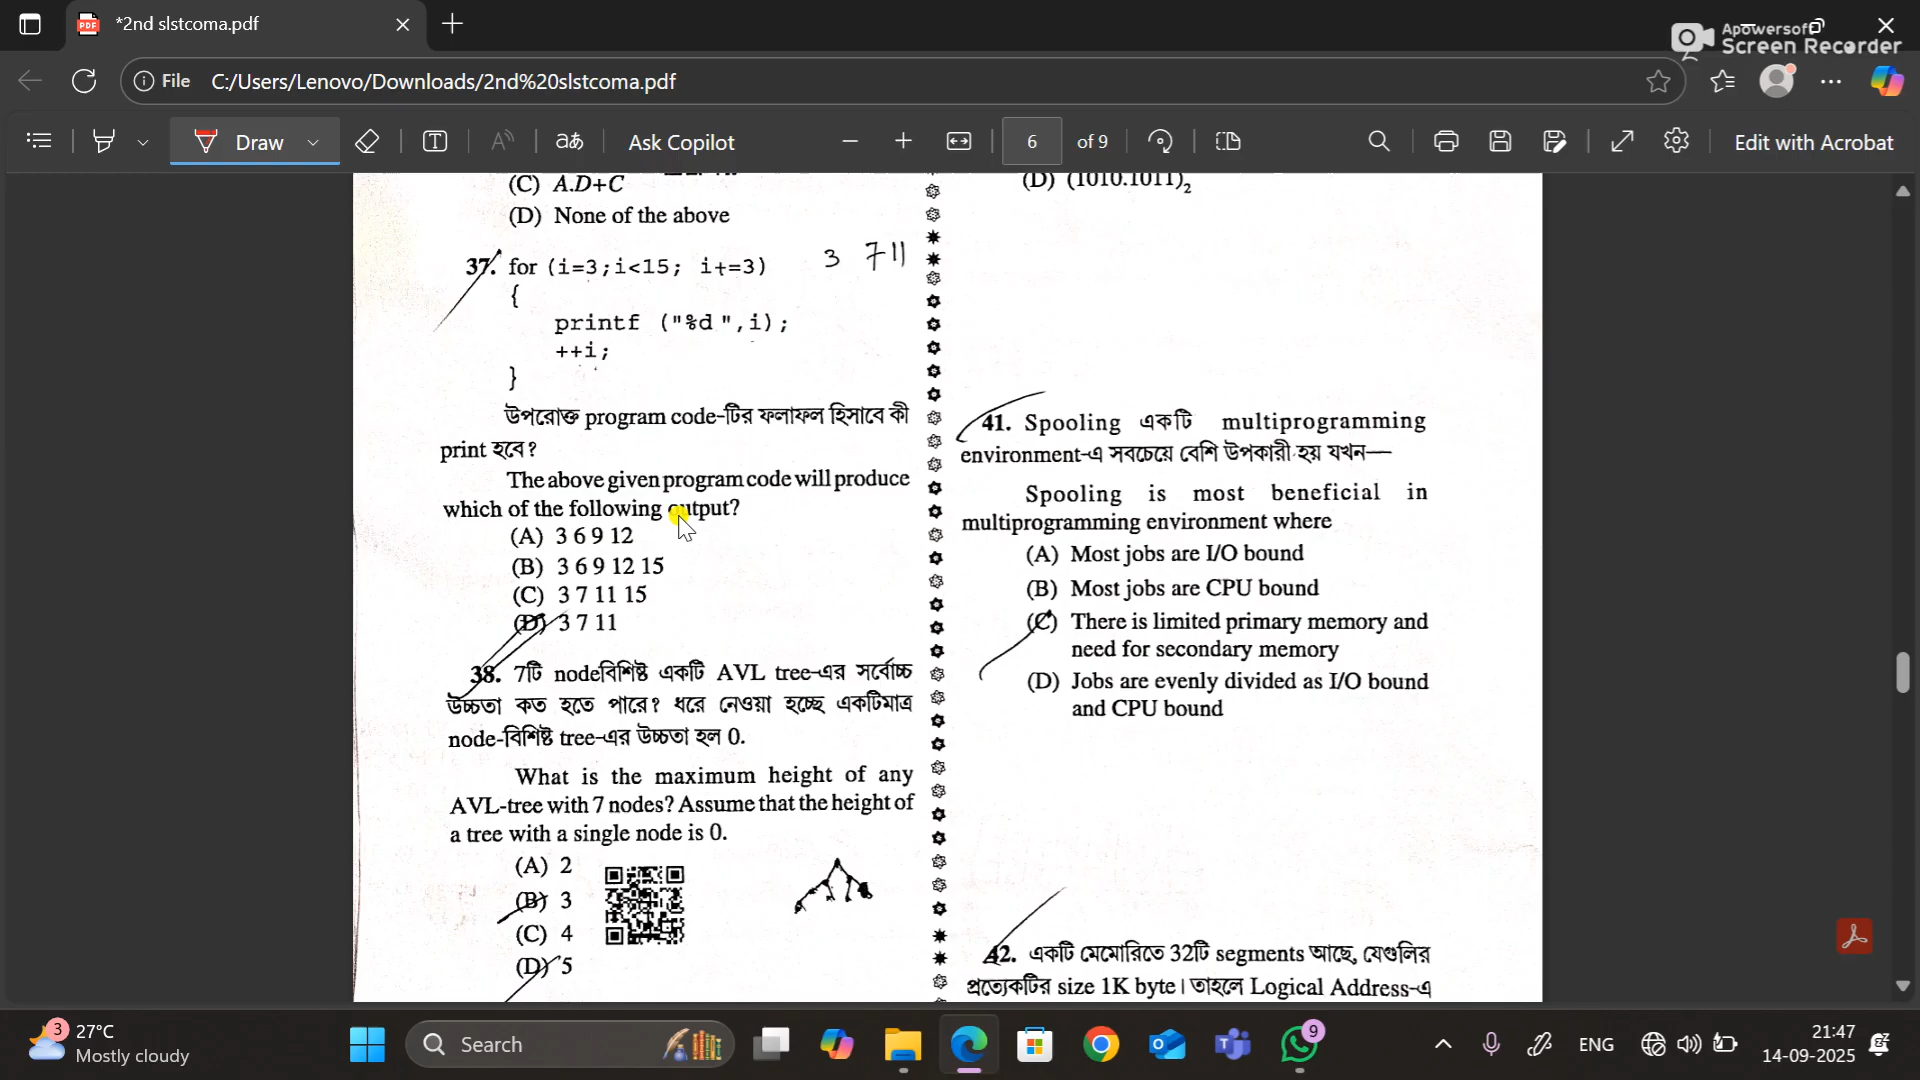 *2nd slstcoma.pdf
Apowersoft
Screen Recorder
File C:/Users/Lenovo/Downloads/2nd%20slstcoma.pdf
Draw
Ask Copilot
6 of 9
Edit with Acrobat
(C) A.D+C
(D) None of the above
37. for (i=3;i<15; i+=3)
3 7 11
{
printf ("%d ",i);
++i;
}
উপরোক্ত program code-টির ফলাফল হিসাবে কী
print হবে?
The above given program code will produce
which of the following output?
(A) 3 6 9 12
(B) 3 6 9 12 15
(C) 3 7 11 15
(D) 3 7 11
38. 7টি nodeবিশিষ্ট একটি AVL tree-এর সর্বোচ্চ
উচ্চতা কত হতে পারে? ধরে নেওয়া হচ্ছে একটিমাত্র
node-বিশিষ্ট tree-এর উচ্চতা হল 0.
What is the maximum height of any
AVL-tree with 7 nodes? Assume that the height of
a tree with a single node is 0.
(A) 2
(B) 3
(C) 4
(D) 5
(D) (1010.1011)2
41. Spooling একটি multiprogramming
environment-এ সবচেয়ে বেশি উপকারী হয় যখন—
Spooling is most beneficial in
multiprogramming environment where
(A) Most jobs are I/O bound
(B) Most jobs are CPU bound
(C) There is limited primary memory and
need for secondary memory
(D) Jobs are evenly divided as I/O bound
and CPU bound
42. একটি মেমোরিতে 32টি segments আছে, যেগুলির
প্রত্যেকটির size 1K byte। তাহলে Logical Address-এ
3
27°C
Mostly cloudy
Search
9
ENG
21:47
14-09-2025